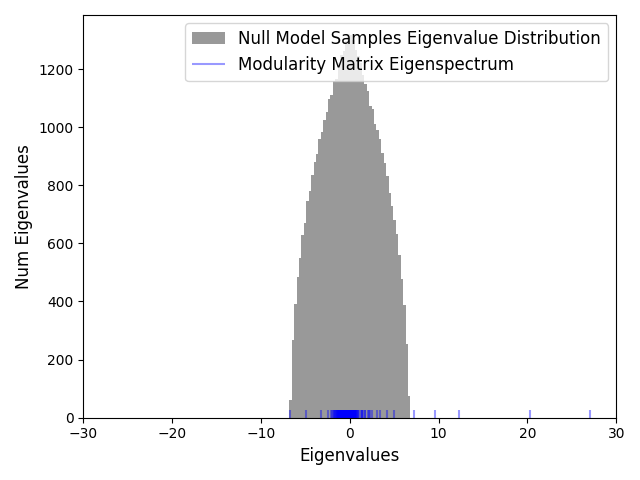 Null Model Samples Eigenvalue Distribution
Modularity Matrix Eigenspectrum
Num Eigenvalues
1200
1000
800
600
400
200
0
−30 −20 −10 0 10 20 30
Eigenvalues